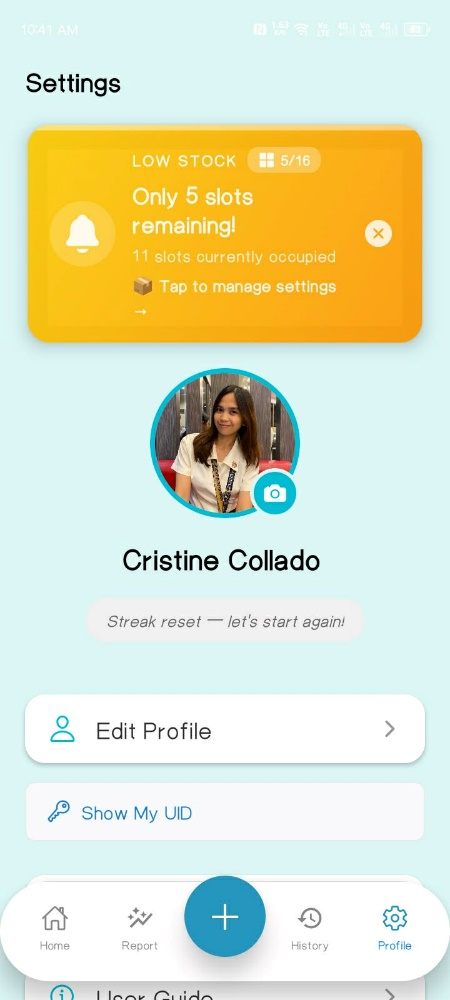 10:41 AM
Settings
LOW STOCK 5/16
Only 5 slots
remaining!
11 slots currently occupied
📦 Tap to manage settings
→
Cristine Collado
Streak reset — let's start again!
Edit Profile
Show My UID
Home
Report
History
Profile
User Guide